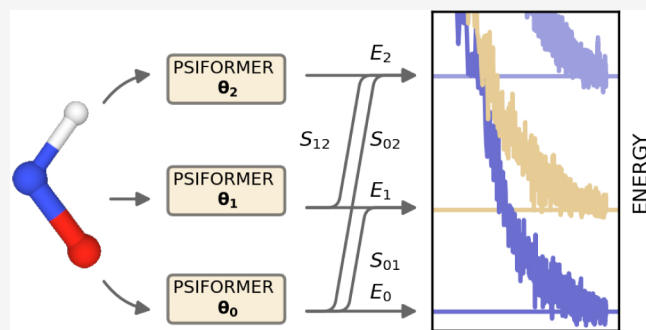 PSIFORMER
θ₂
E₂
S₁₂
S₀₂
PSIFORMER
θ₁
E₁
S₀₁
PSIFORMER
θ₀
E₀
ENERGY